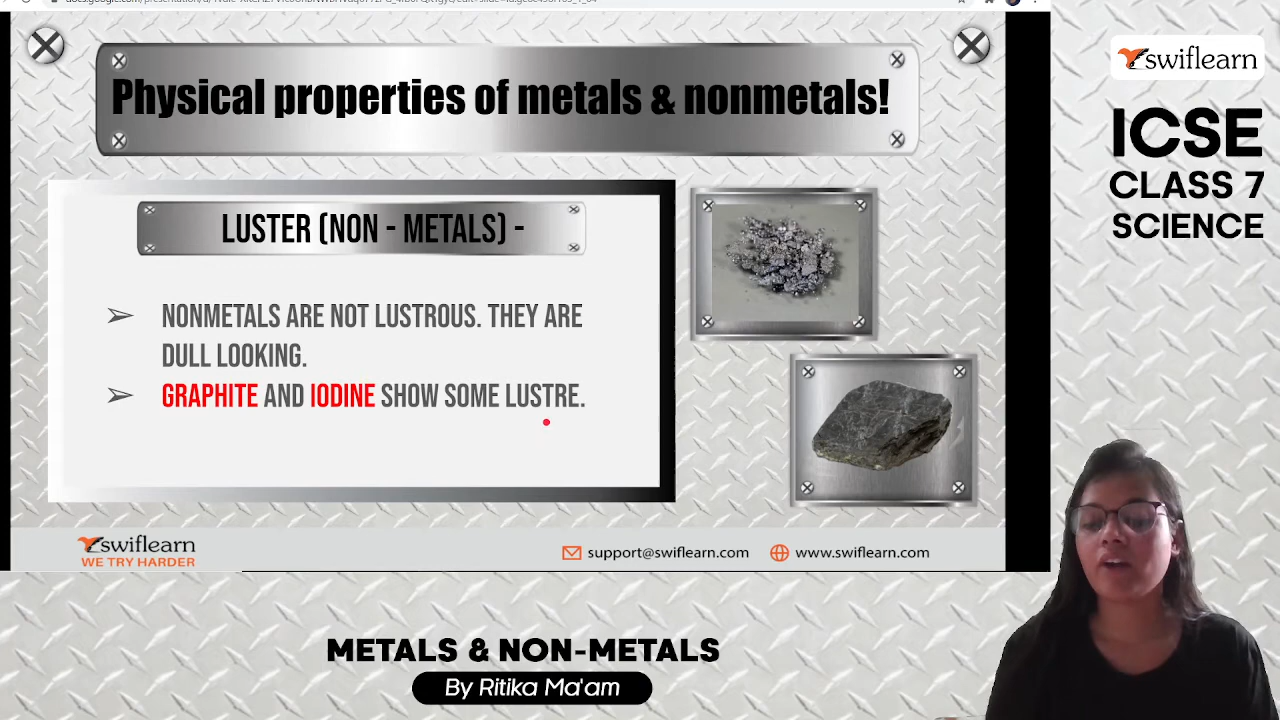 Physical properties of metals & nonmetals!
swiflearn
ICSE
CLASS 7
SCIENCE
LUSTER (NON - METALS) -
➢ NONMETALS ARE NOT LUSTROUS. THEY ARE
DULL LOOKING.
➢ GRAPHITE AND IODINE SHOW SOME LUSTRE.
swiflearn
WE TRY HARDER
support@swiflearn.com
www.swiflearn.com
METALS & NON-METALS
By Ritika Ma'am